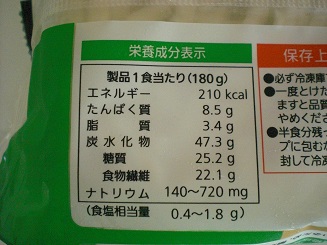 栄養成分表示
製品1食当たり(180g)
エネルギー 210 kcal
たんぱく質 8.5 g
脂質 3.4 g
炭水化物 47.3 g
糖質 25.2 g
食物繊維 22.1 g
ナトリウム 140~720 mg
(食塩相当量 0.4~1.8 g)
保存上
●必ず冷凍庫
●一度とけた
ますと品質
やめくださ
●半食分残
プに包むか
封して冷凍